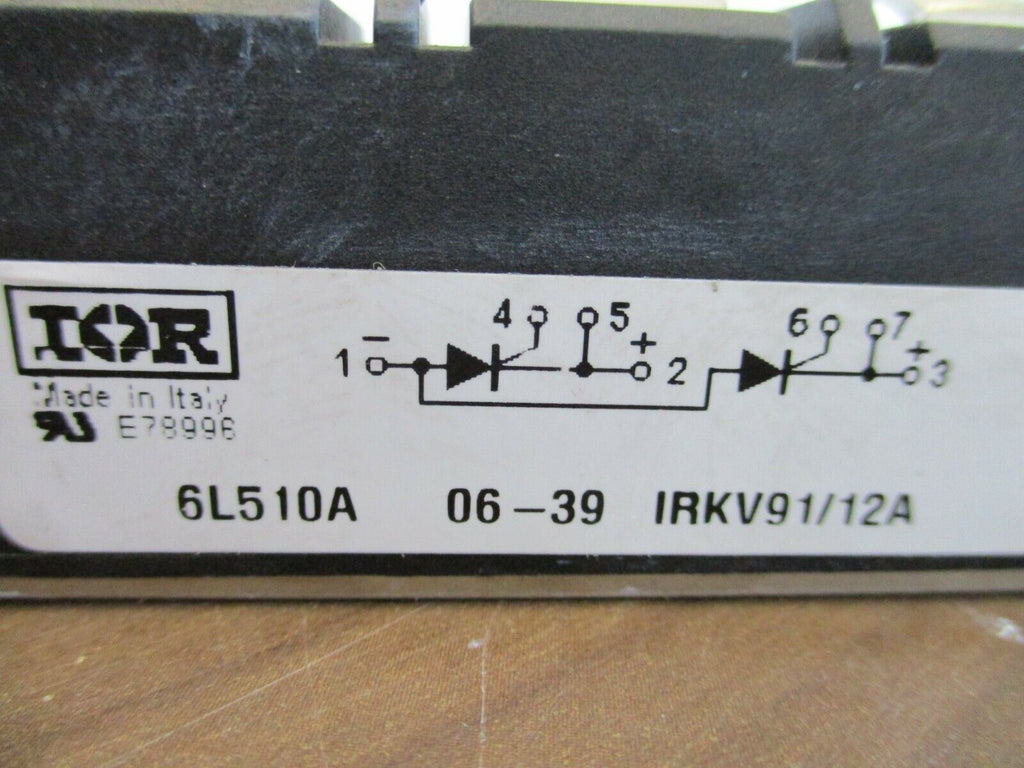 IOR
Made in Italy
E78996
4 5 6 7
1 - + 2 + 3
6L510A 06-39 IRKV91/12A